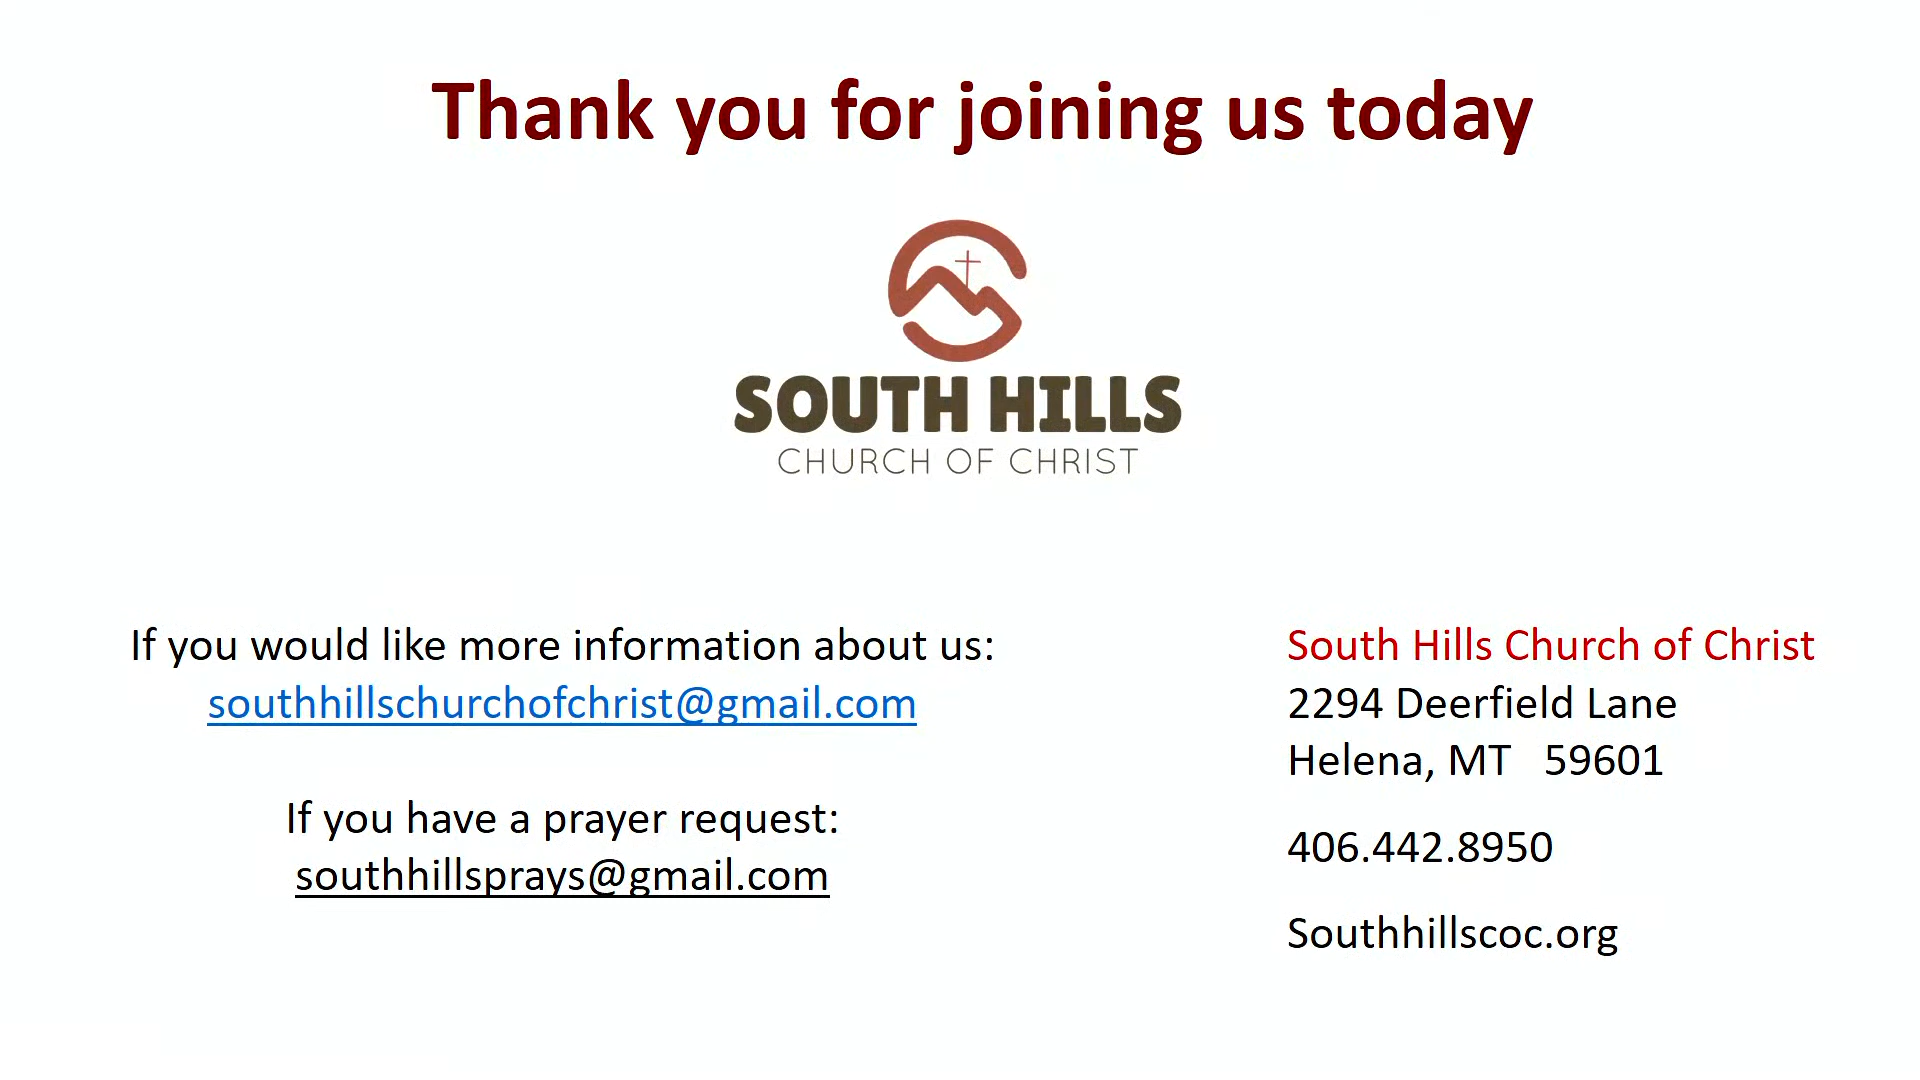 Thank you for joining us today
SOUTH HILLS
CHURCH OF CHRIST
If you would like more information about us:
southhillschurchofchrist@gmail.com
If you have a prayer request:
southhillsprays@gmail.com
South Hills Church of Christ
2294 Deerfield Lane
Helena, MT   59601
406.442.8950
Southhillscoc.org